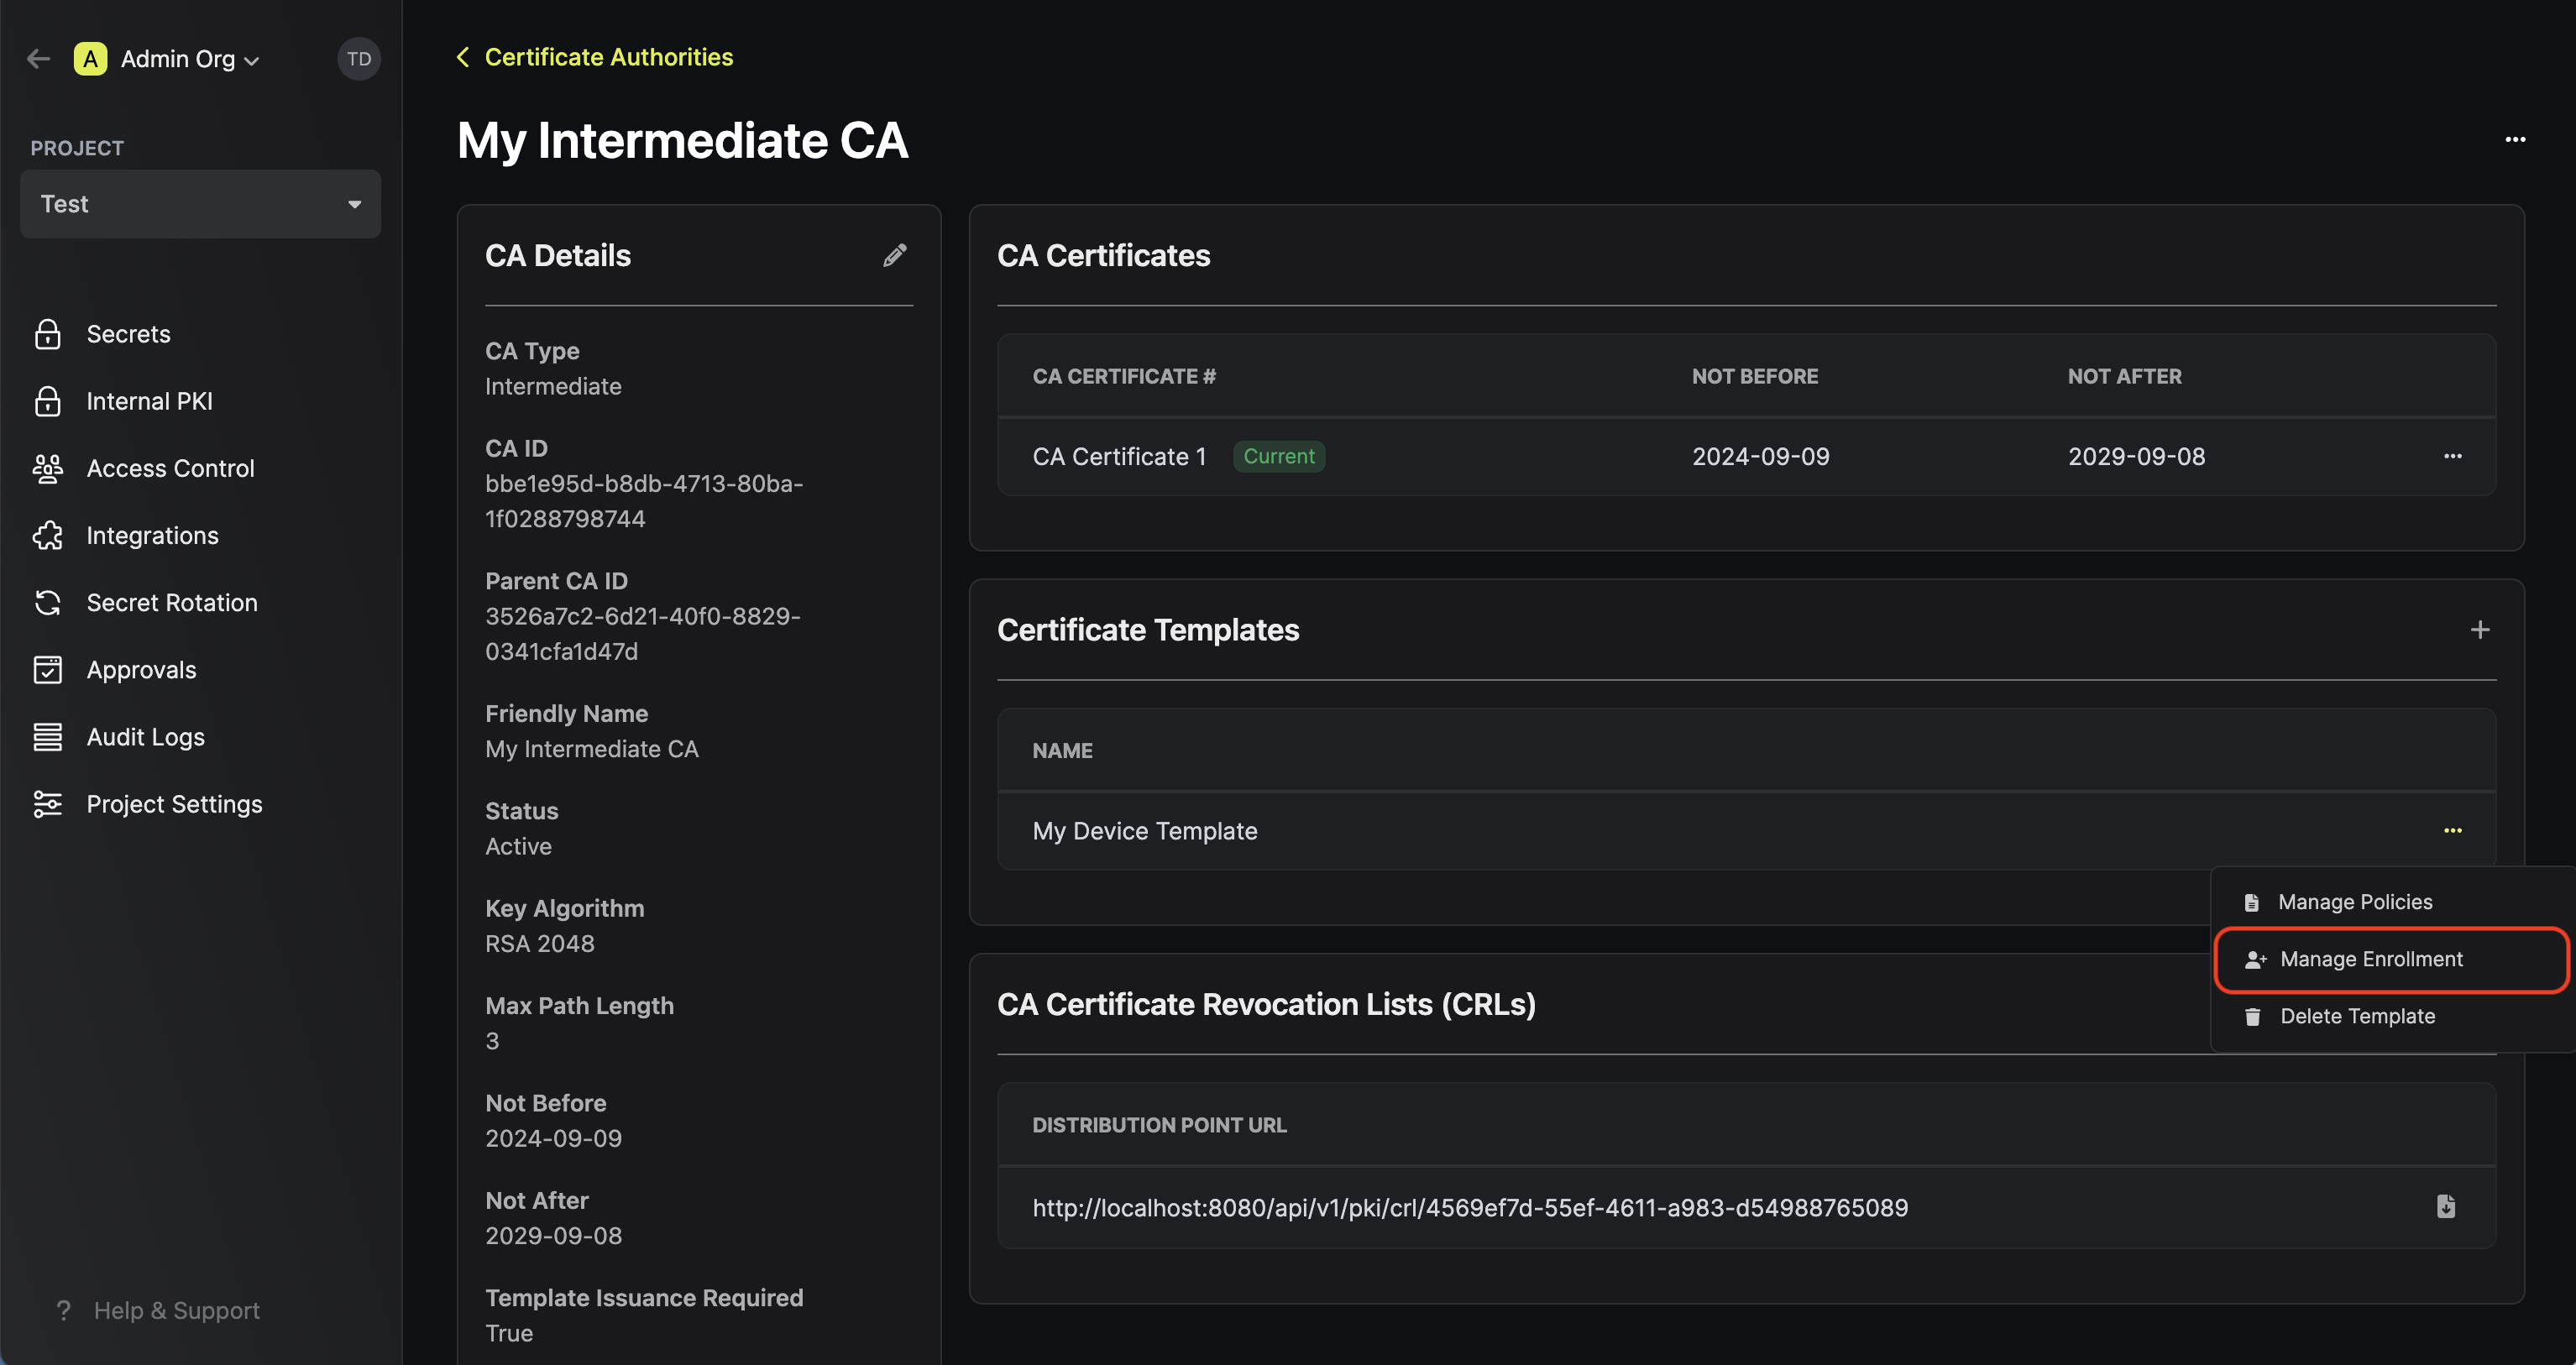 A Admin Org
TD
PROJECT
Test
Secrets
Internal PKI
Access Control
Integrations
Secret Rotation
Approvals
Audit Logs
Project Settings
? Help & Support
Certificate Authorities
My Intermediate CA
CA Details
CA Type
Intermediate
CA ID
bbe1e95d-b8db-4713-80ba-
1f0288798744
Parent CA ID
3526a7c2-6d21-40f0-8829-
0341cfa1d47d
Friendly Name
My Intermediate CA
Status
Active
Key Algorithm
RSA 2048
Max Path Length
3
Not Before
2024-09-09
Not After
2029-09-08
Template Issuance Required
True
CA Certificates
CA CERTIFICATE # NOT BEFORE NOT AFTER
CA Certificate 1 Current 2024-09-09 2029-09-08
Certificate Templates
NAME
My Device Template
Manage Policies
Manage Enrollment
Delete Template
CA Certificate Revocation Lists (CRLs)
DISTRIBUTION POINT URL
http://localhost:8080/api/v1/pki/crl/4569ef7d-55ef-4611-a983-d54988765089